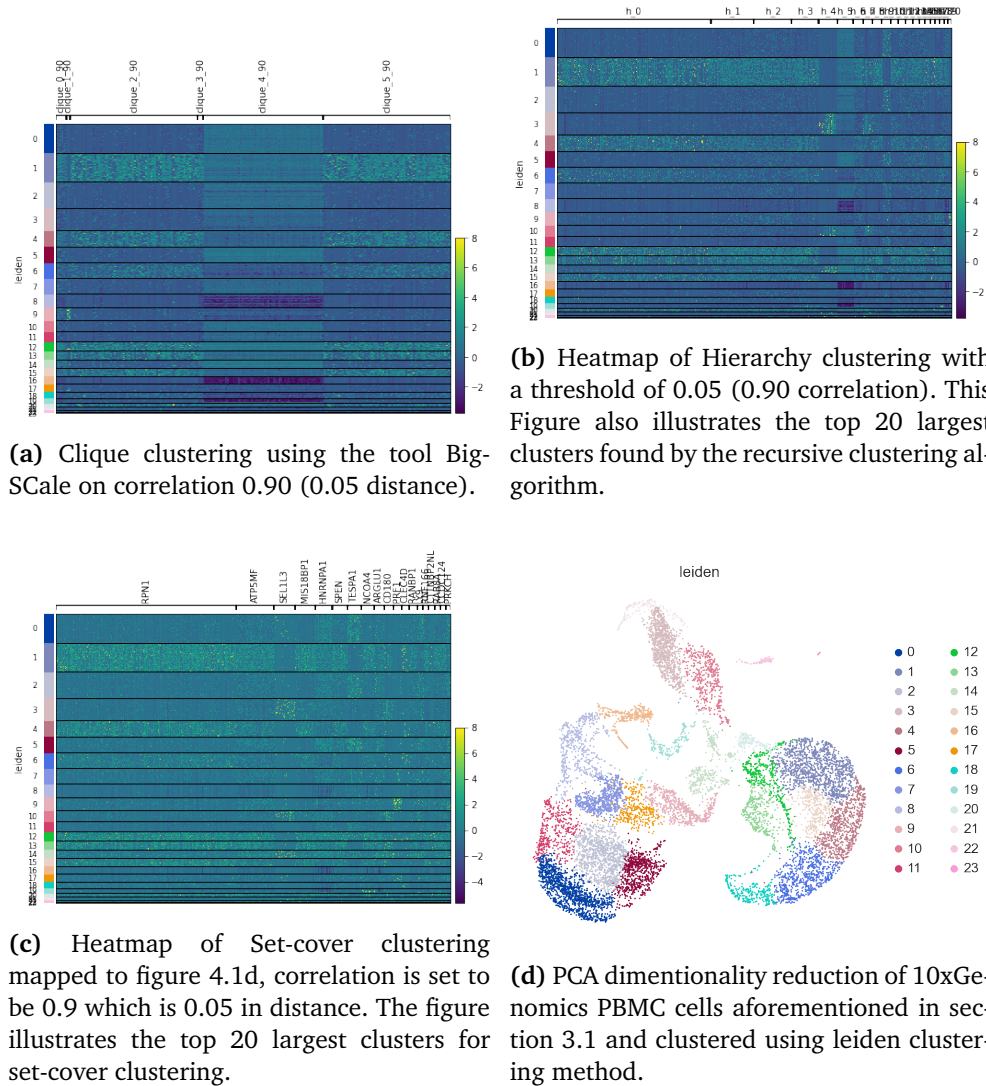 clique_0_90
clique_1_90
clique_2_90
clique_3_90
clique_4_90
clique_5_90
leiden
0
1
2
3
4
5
6
7
8
9
10
11
12
13
14
15
16
17
18
8
6
4
2
0
−2
(a) Clique clustering using the tool Big-
SCale on correlation 0.90 (0.05 distance).
h_0
h_1
h_2
h_3
h_4
h_5
leiden
0
1
2
3
4
5
6
7
8
9
10
11
12
13
14
15
16
17
18
8
6
4
2
0
−2
(b) Heatmap of Hierarchy clustering with
a threshold of 0.05 (0.90 correlation). This
Figure also illustrates the top 20 largest
clusters found by the recursive clustering al-
gorithm.
RPN1
ATP5MF
SEL1L3
MIS18BP1
HNRNPA1
SPEN
TESPA1
NCOA4
ARGLU1
CD180
PRF1
CLEC4D
RANBP1
PRKCH
leiden
0
1
2
3
4
5
6
7
8
9
10
11
12
13
14
15
16
17
18
8
6
4
2
0
−2
−4
(c) Heatmap of Set-cover clustering
mapped to figure 4.1d, correlation is set to
be 0.9 which is 0.05 in distance. The figure
illustrates the top 20 largest clusters for
set-cover clustering.
leiden
0
1
2
3
4
5
6
7
8
9
10
11
12
13
14
15
16
17
18
19
20
21
22
23
(d) PCA dimentionality reduction of 10xGe-
nomics PBMC cells aforementioned in sec-
tion 3.1 and clustered using leiden cluster-
ing method.